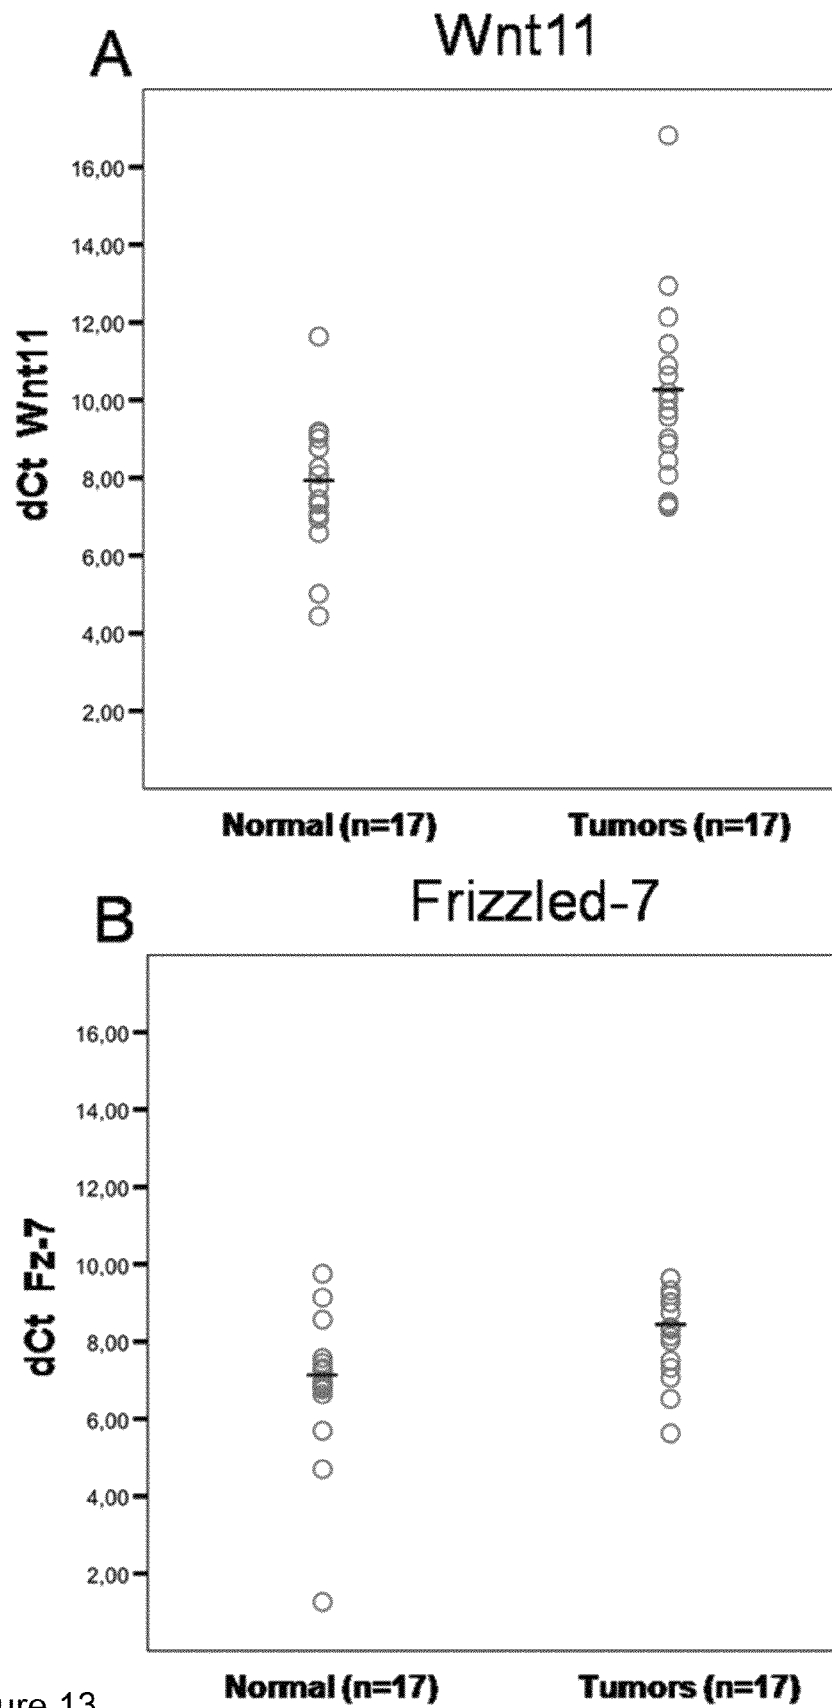 A
Wnt11
dCt Wnt11
16,00
14,00
12,00
10,00
8,00
6,00
4,00
2,00
Normal (n=17)
Tumors (n=17)
B
Frizzled-7
dCt Fz-7
16,00
14,00
12,00
10,00
8,00
6,00
4,00
2,00
Normal (n=17)
Tumors (n=17)
ure 13